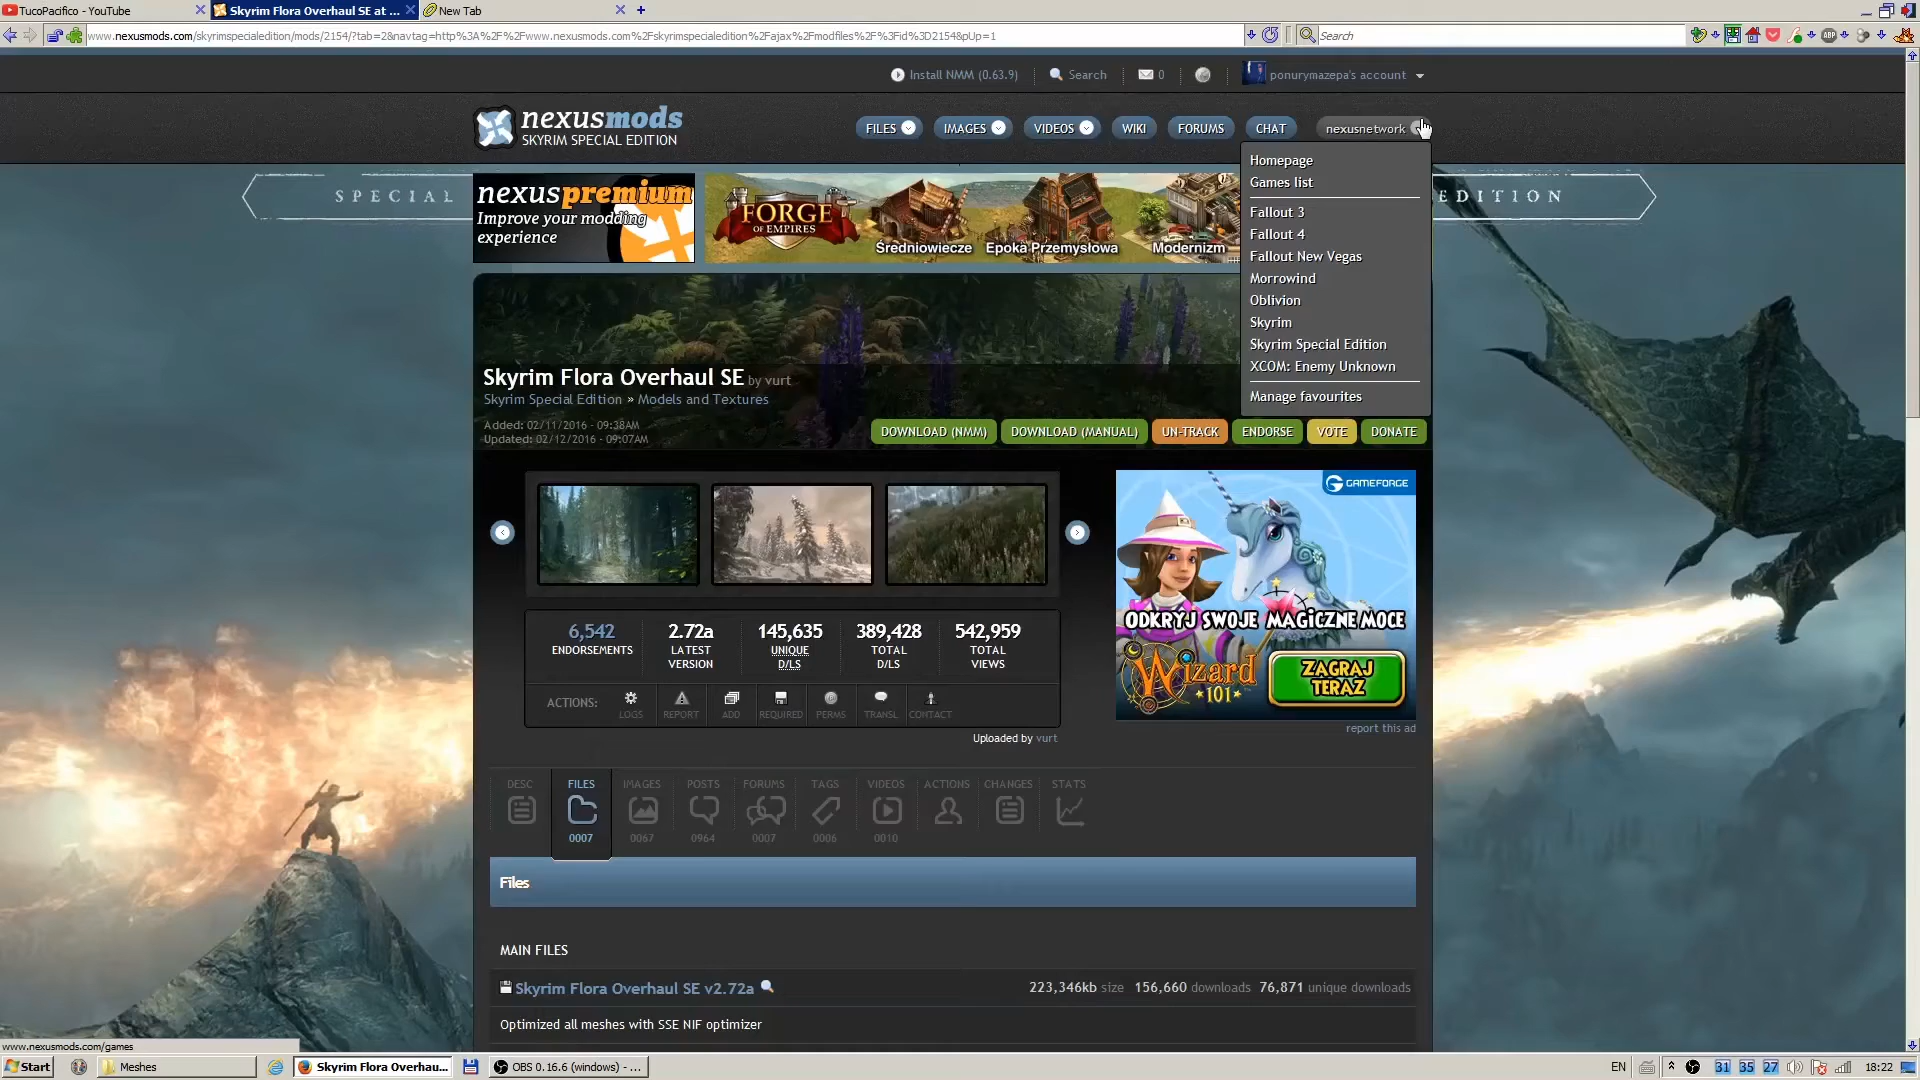 TucoPacifico - YouTube
Skyrim Flora Overhaul SE at ...
New Tab
www.nexusmods.com/skyrimspecialedition/mods/2154/?tab=2&navtag=http%3A%2F%2Fwww.nexusmods.com%2Fskyrimspecialedition%2Fajax%2Fmodfiles%2F%3Fid%3D2154&pUp=1
Search
ABP
Install NMM (0.63.9)
Search
0
ponurymazepa's account
nexusmods
SKYRIM SPECIAL EDITION
FILES
IMAGES
VIDEOS
WIKI
FORUMS
CHAT
nexusnetwork
Homepage
Games list
Fallout 3
Fallout 4
Fallout New Vegas
Morrowind
Oblivion
Skyrim
Skyrim Special Edition
XCOM: Enemy Unknown
Manage favourites
SPECIAL
EDITION
nexuspremium
Improve your modding
experience
FORGE
OF EMPIRES
Średniowiecze
Epoka Przemysłowa
Modernizm
Skyrim Flora Overhaul SE by vurt
Skyrim Special Edition » Models and Textures
Added: 02/11/2016 - 09:38AM
Updated: 02/12/2016 - 09:07AM
DOWNLOAD (NMM)
DOWNLOAD (MANUAL)
UN-TRACK
ENDORSE
VOTE
DONATE
6,542
ENDORSEMENTS
2.72a
LATEST
VERSION
145,635
UNIQUE
D/LS
389,428
TOTAL
D/LS
542,959
TOTAL
VIEWS
ACTIONS:
LOGS
REPORT
ADD
REQUIRED
PERMS
TRANSL
CONTACT
Uploaded by vurt
GAMEFORGE
ODKRYJ SWOJE MAGICZNE MOCE
Wizard
101
ZAGRAJ
TERAZ
report this ad
DESC
FILES
0007
IMAGES
0067
POSTS
0964
FORUMS
0007
TAGS
0006
VIDEOS
0010
ACTIONS
CHANGES
STATS
Files
MAIN FILES
Skyrim Flora Overhaul SE v2.72a
223,346kb size 156,660 downloads 76,871 unique downloads
Optimized all meshes with SSE NIF optimizer
www.nexusmods.com/games
Start
Meshes
Skyrim Flora Overhau...
OBS 0.16.6 (windows) - ...
EN
31
35
27
18:22